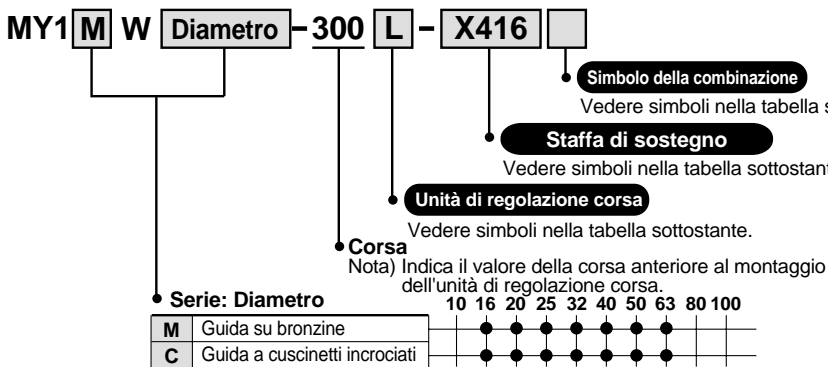 MY1 M W Diametro - 300 L - X416
Simbolo della combinazione
Vedere simboli nella tabella
Staffa di sostegno
Vedere simboli nella tabella
Unità di regolazione corsa
Vedere simboli nella tabella sottostante.
Corsa
Nota) Indica il valore della corsa anteriore al montaggio
dell'unità di regolazione corsa.
Serie: Diametro
10 16 20 25 32 40 50 63 80 100
M Guida su bronzine
C Guida a cuscinetti incrociati